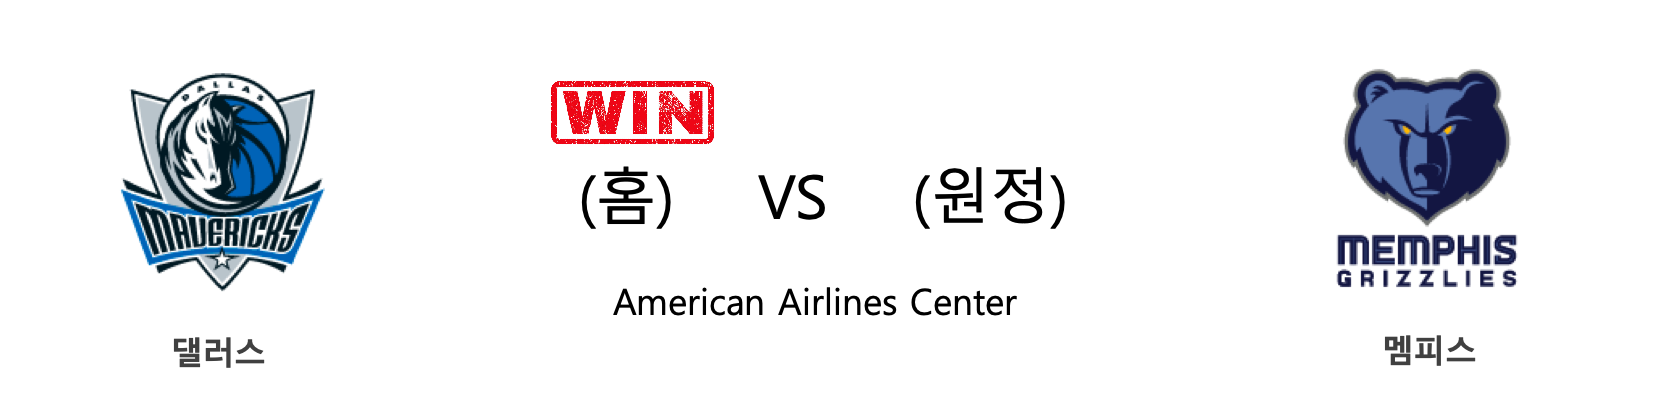 DALLAS
MAVERICKS
댈러스
WIN
(홈) VS (원정)
American Airlines Center
MEMPHIS
GRIZZLIES
멤피스